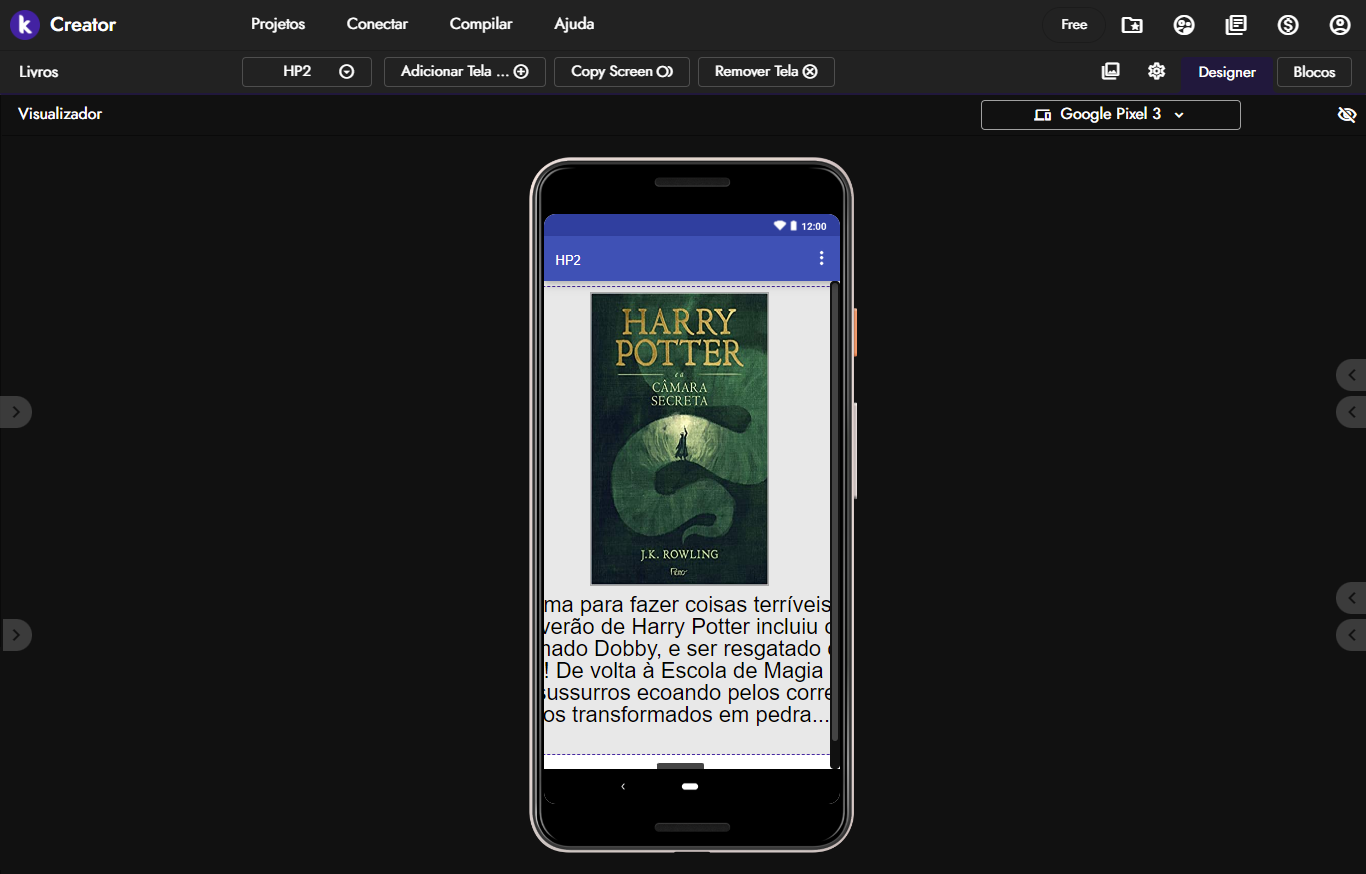 Creator
Projetos Conectar Compilar Ajuda Free
Livros HP2 Adicionar Tela ... Copy Screen Remover Tela Designer Blocos
Visualizador Google Pixel 3
12:00
HP2
HARRY
POTTER
e a
CÂMARA
SECRETA
J.K. ROWLING
ma para fazer coisas terríveis
verão de Harry Potter incluiu
nado Dobby, e ser resgatado
! De volta à Escola de Magia
sussurros ecoando pelos corre
os transformados em pedra...